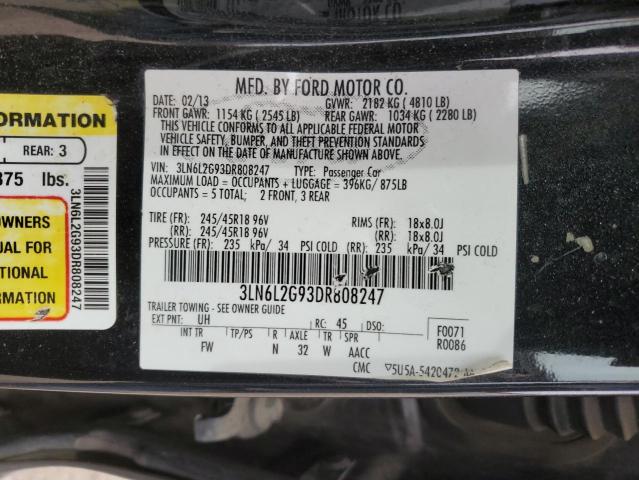 MFD. BY FORD MOTOR CO.
02/13 GVWR: 2182 KG ( 4810 LB)
FRONT GAWR: 1154 KG ( 2545 LB) REAR GAWR: 1034 KG ( 2280 LB)
THIS VEHICLE CONFORMS TO ALL APPLICABLE FEDERAL MOTOR
VEHICLE SAFETY, BUMPER, AND THEFT PREVENTION STANDARDS
IN EFFECT ON THE DATE OF MANUFACTURE SHOWN ABOVE.
VIN: 3LN6L2G93DR808247 TYPE: Passenger Car
MAXIMUM LOAD = OCCUPANTS + LUGGAGE = 396KG/ 875LB
OCCUPANTS = 5 TOTAL; 2 FRONT, 3 REAR
TIRE (FR): 245/45R18 96V RIMS (FR): 18x8.0J
(RR): 245/45R18 96V (RR): 18x8.0J
PRESSURE (FR): 235 kPa/ 34 PSI COLD (RR): 235 kPa/ 34 PSI COLD
3LN6L2G93DR808247
TRAILER TOWING - SEE OWNER GUIDE
EXT PNT: UH RC: 45 DSO: F0071
INT TR TP/PS R AXLE TR SPR R0086
FW N 32 W AACC
CMC ▽5U5A-5420472-AA
FORMATION
REAR: 3
875 lbs.
OWNERS
UAL FOR
TIONAL
FORMATION
3LN6L2G93DR808247